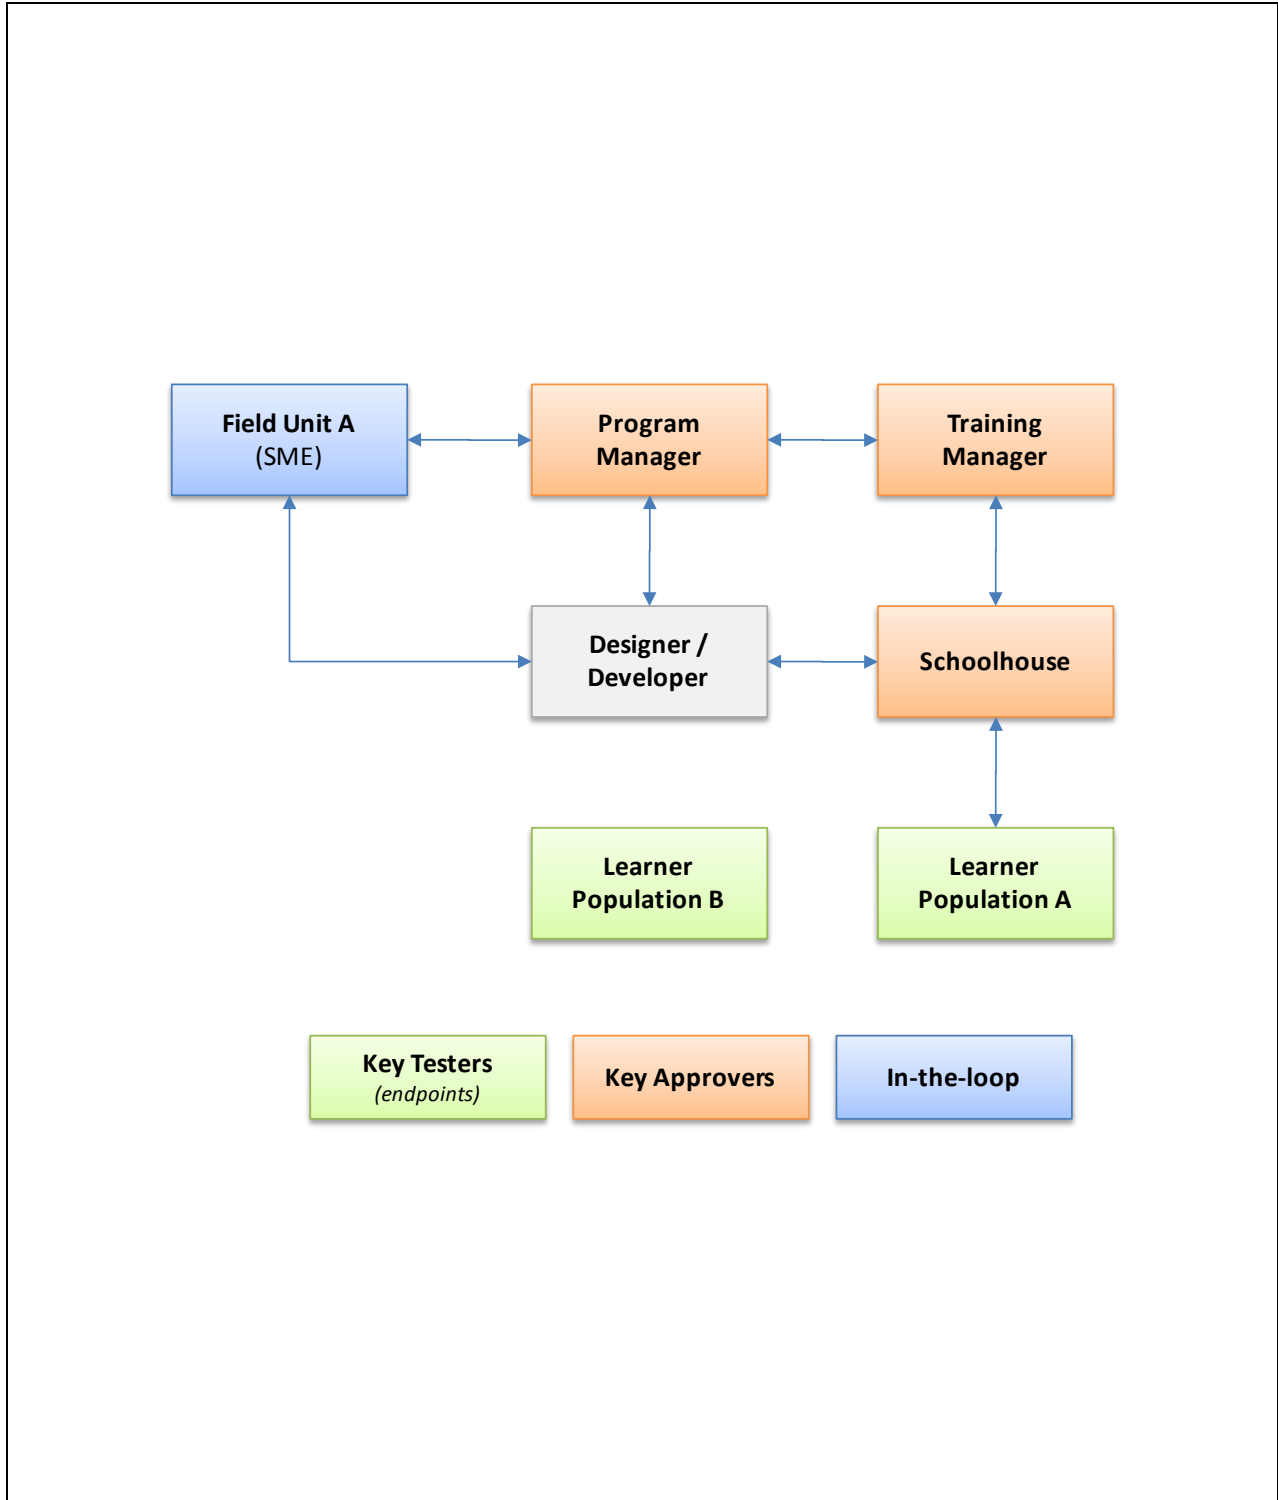 Field Unit A
(SME)
Program
Manager
Training
Manager
Designer /
Developer
Schoolhouse
Learner
Population B
Learner
Population A
Key Testers
(endpoints)
Key Approvers
In-the-loop